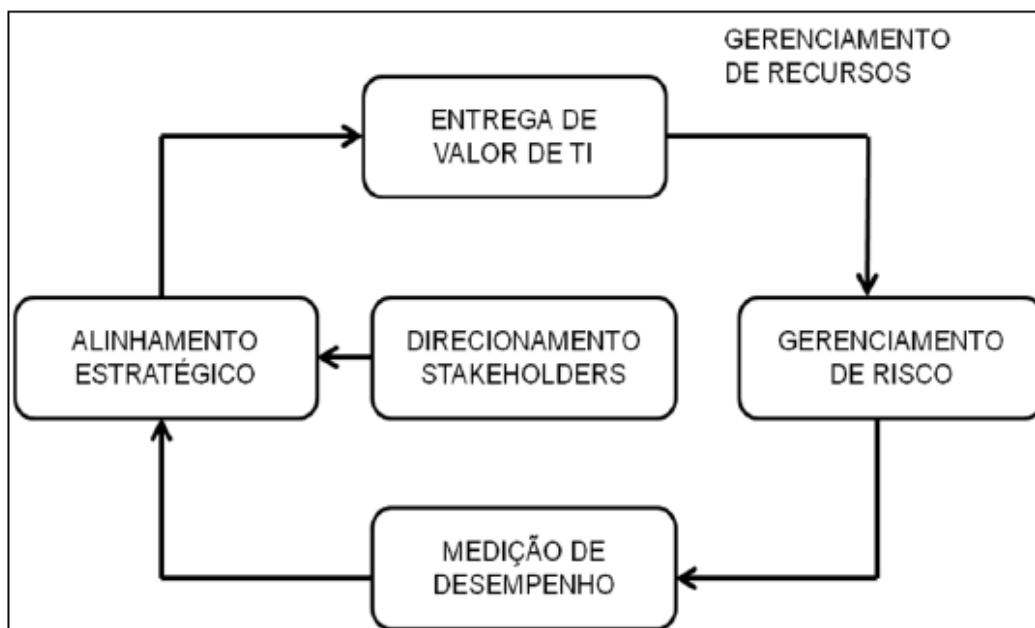 GERENCIAMENTO
DE RECURSOS
ENTREGA DE
VALOR DE TI
ALINHAMENTO
ESTRATÉGICO
DIRECIONAMENTO
STAKEHOLDERS
GERENCIAMENTO
DE RISCO
MEDIÇÃO DE
DESEMPENHO